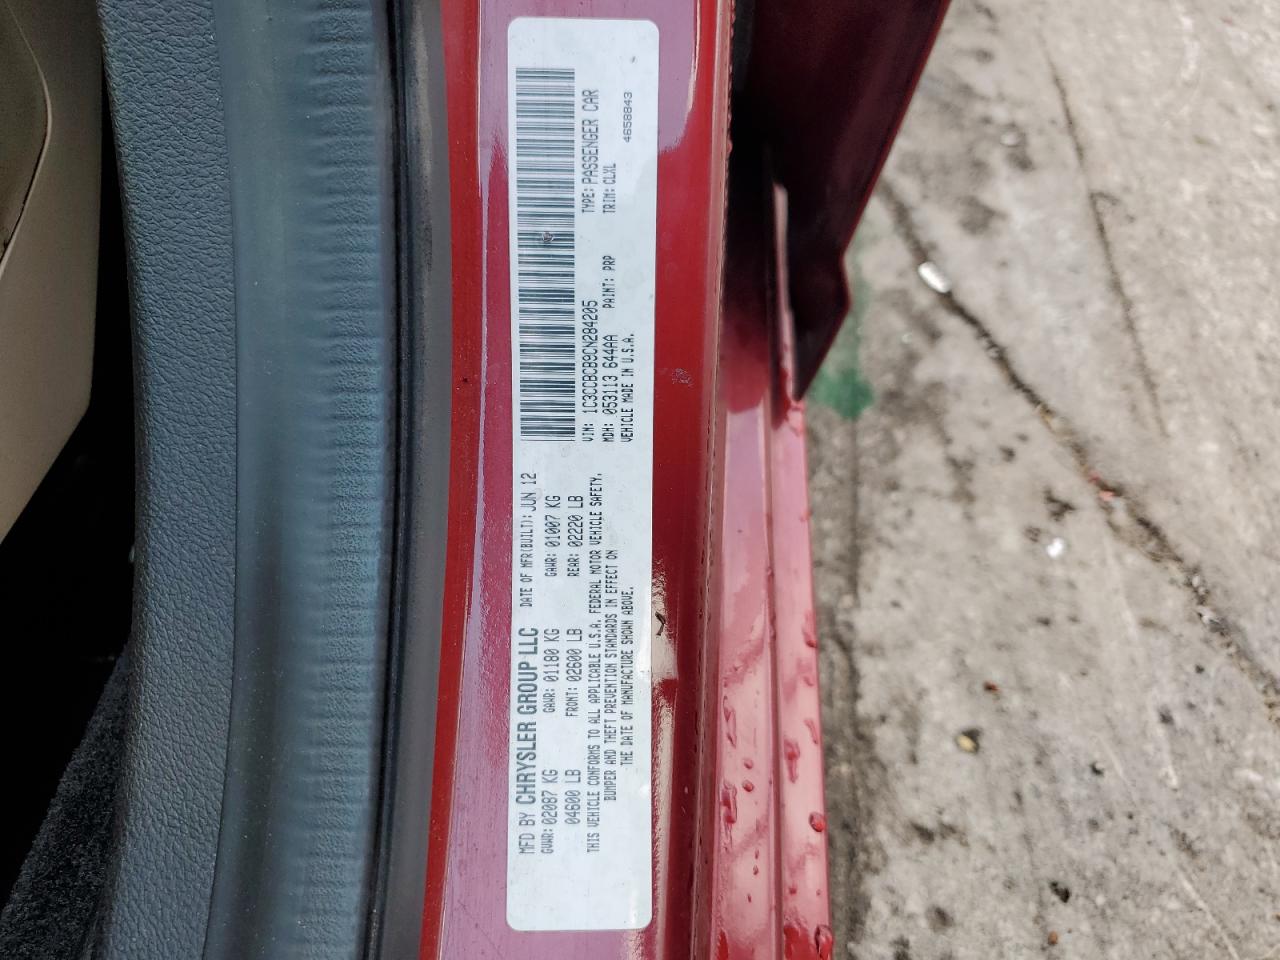 MFD BY CHRYSLER GROUP LLC DATE OF MFR(BUILT): JUN 12
GVWR: 02087 KG GAWR: 01180 KG GAWR: 01007 KG
04600 LB FRONT: 02600 LB REAR: 02220 LB
THIS VEHICLE CONFORMS TO ALL APPLICABLE U.S.A. FEDERAL MOTOR VEHICLE SAFETY,
BUMPER AND THEFT PREVENTION STANDARDS IN EFFECT ON
THE DATE OF MANUFACTURE SHOWN ABOVE.
VIN: 1C3CCBCB9CN284205 TYPE: PASSENGER CAR
MDH: 053113 644AA PAINT: PRP TRIM: CLXL
VEHICLE MADE IN U.S.A. 4658843